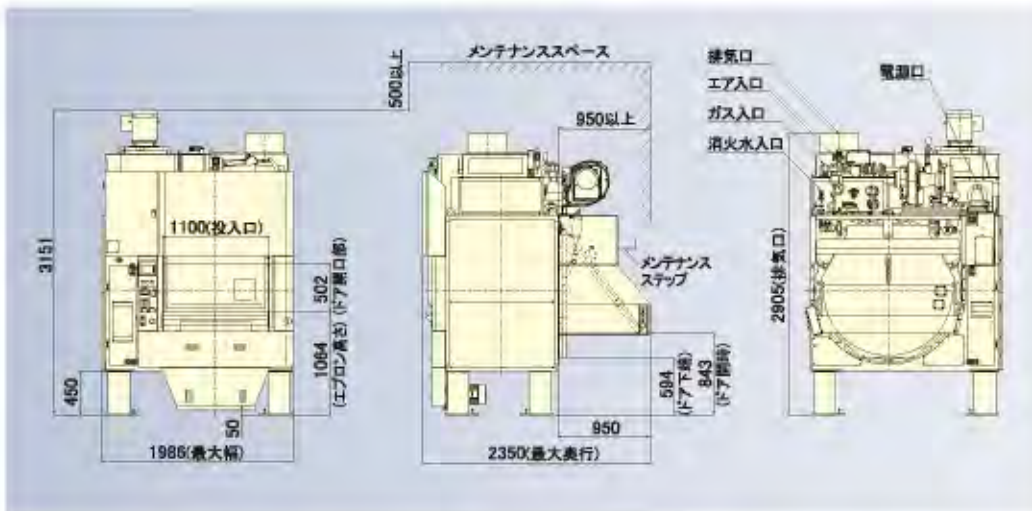 メンテナンススペース
500以上
950以上
排気口
エア入口
ガス入口
消火水入口
電源口
1100(投入口)
3151
502
(ドア開口部)
1064
(エプロン高さ)
450
50
1986(最大幅)
メンテナンス
ステップ
594
(ドア下端)
843
(ドア開時)
950
2350(最大奥行)
2905(排気口)